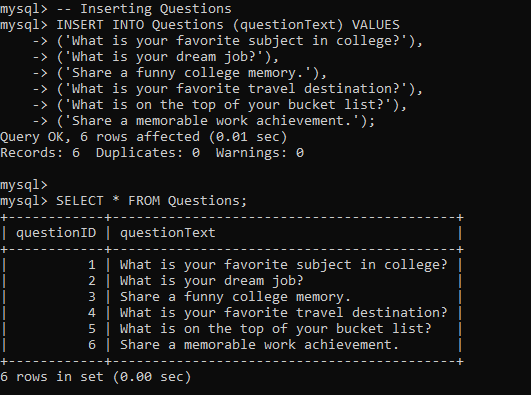 mysql> -- Inserting Questions
mysql> INSERT INTO Questions (questionText) VALUES
    -> ('What is your favorite subject in college?'),
    -> ('What is your dream job?'),
    -> ('Share a funny college memory.'),
    -> ('What is your favorite travel destination?'),
    -> ('What is on the top of your bucket list?'),
    -> ('Share a memorable work achievement.');
Query OK, 6 rows affected (0.01 sec)
Records: 6  Duplicates: 0  Warnings: 0
mysql>
mysql> SELECT * FROM Questions;
+------------+-------------------------------------------+
| questionID | questionText                              |
+------------+-------------------------------------------+
|          1 | What is your favorite subject in college? |
|          2 | What is your dream job?                   |
|          3 | Share a funny college memory.             |
|          4 | What is your favorite travel destination? |
|          5 | What is on the top of your bucket list?   |
|          6 | Share a memorable work achievement.       |
+------------+-------------------------------------------+
6 rows in set (0.00 sec)